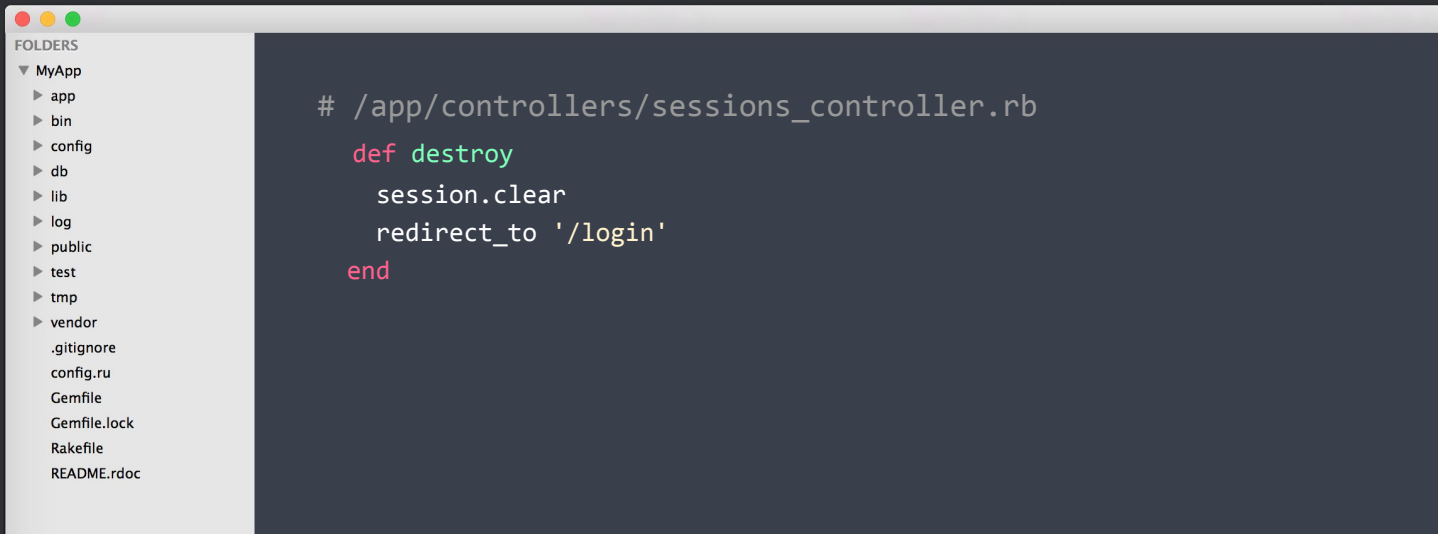 FOLDERS
MyApp
app
bin
config
db
lib
log
public
test
tmp
vendor
.gitignore
config.ru
Gemfile
Gemfile.lock
Rakefile
README.rdoc
# /app/controllers/sessions_controller.rb
def destroy
session.clear
redirect_to '/login'
end